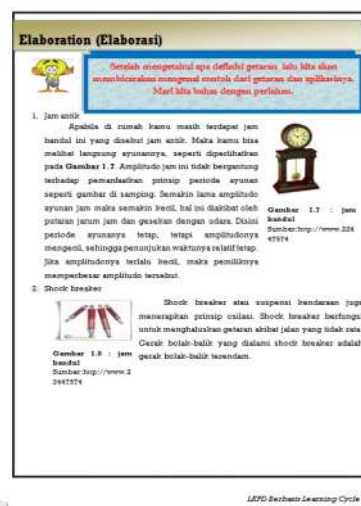 Elaboration (Elaborasi)
Setelah mengetahui apa definisi getaran lalu kita akan
membicarakan mengenai contoh dari getaran dan aplikasinya.
Mari kita bahas dengan perlahan.
1. Jam antik
Apabila di rumah kamu masih terdapat jam
bandul ini yang disebut jam antik. Maka kamu bisa
melihat langsung ayunannya, seperti diperlihatkan
pada Gambar 1.7. Amplitudo jam ini tidak bergantung
terhadap pemanfaatkan prinsip periode ayunan
seperti gambar di samping. Semakin lama amplitudo
ayunan jam maka semakin kecil, hal ini diakibat oleh
putaran jarum jam dan gesekan dengan udara. Disini
periode ayunanya tetap, tetapi amplitudonya
mengecil, sehingga penunjukan waktunya relatif tetap.
Jika amplitudonya terlalu kecil, maka pemiliknya
memperbesar amplitudo tersebut.
Gambar 1.7 : jam
bandul
Sumber:http://www.224
47574
2. Shock breaker
Shock breaker atau suspensi kendaraan juga
menerapkan prinsip osilasi. Shock breaker berfungsi
untuk menghaluskan getaran akibat jalan yang tidak rata.
Gerak bolak-balik yang dialami shock breaker adalah
gerak bolak-balik teredam.
Gambar 1.8 : jam
bandul
Sumber:http://www.2
2447574
LKPD Berbasis Learning Cycle